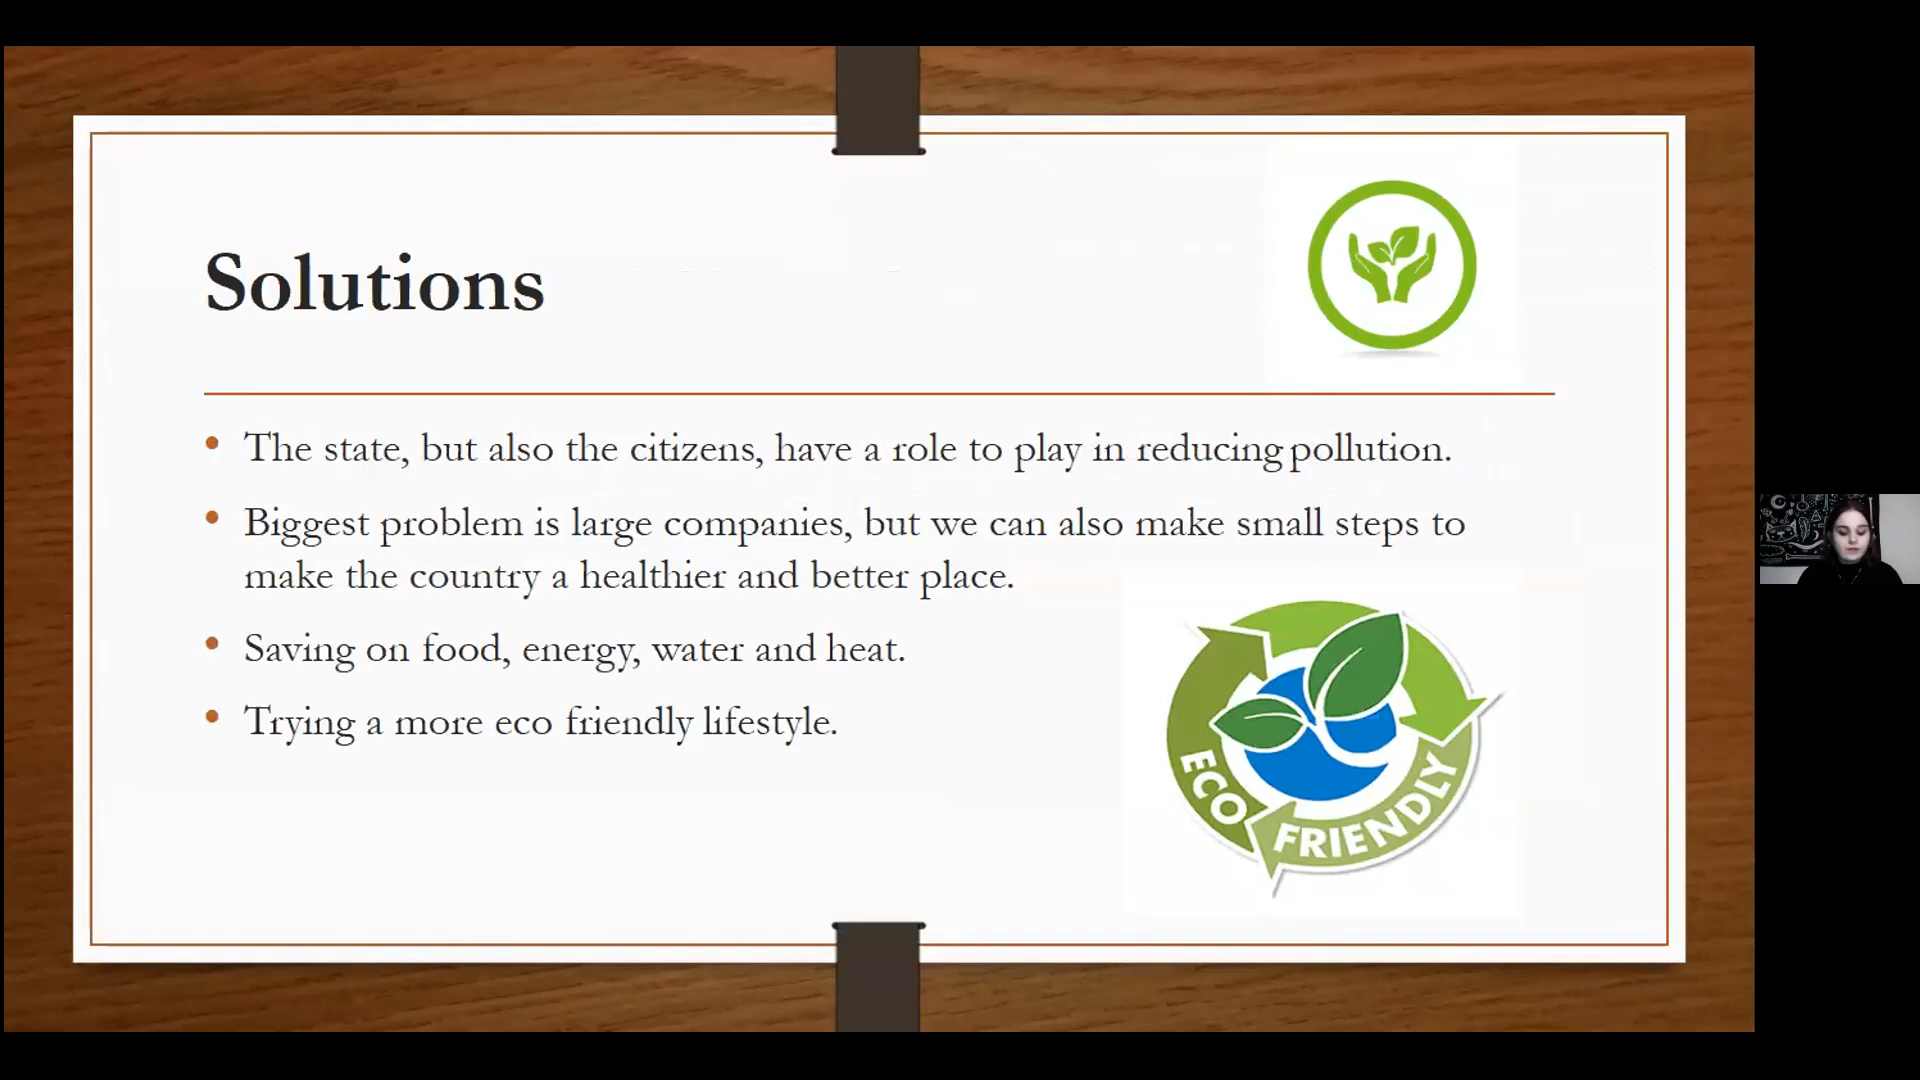 Solutions
• The state, but also the citizens, have a role to play in reducing pollution.
• Biggest problem is large companies, but we can also make small steps to
make the country a healthier and better place.
• Saving on food, energy, water and heat.
• Trying a more eco friendly lifestyle.
ECO FRIENDLY